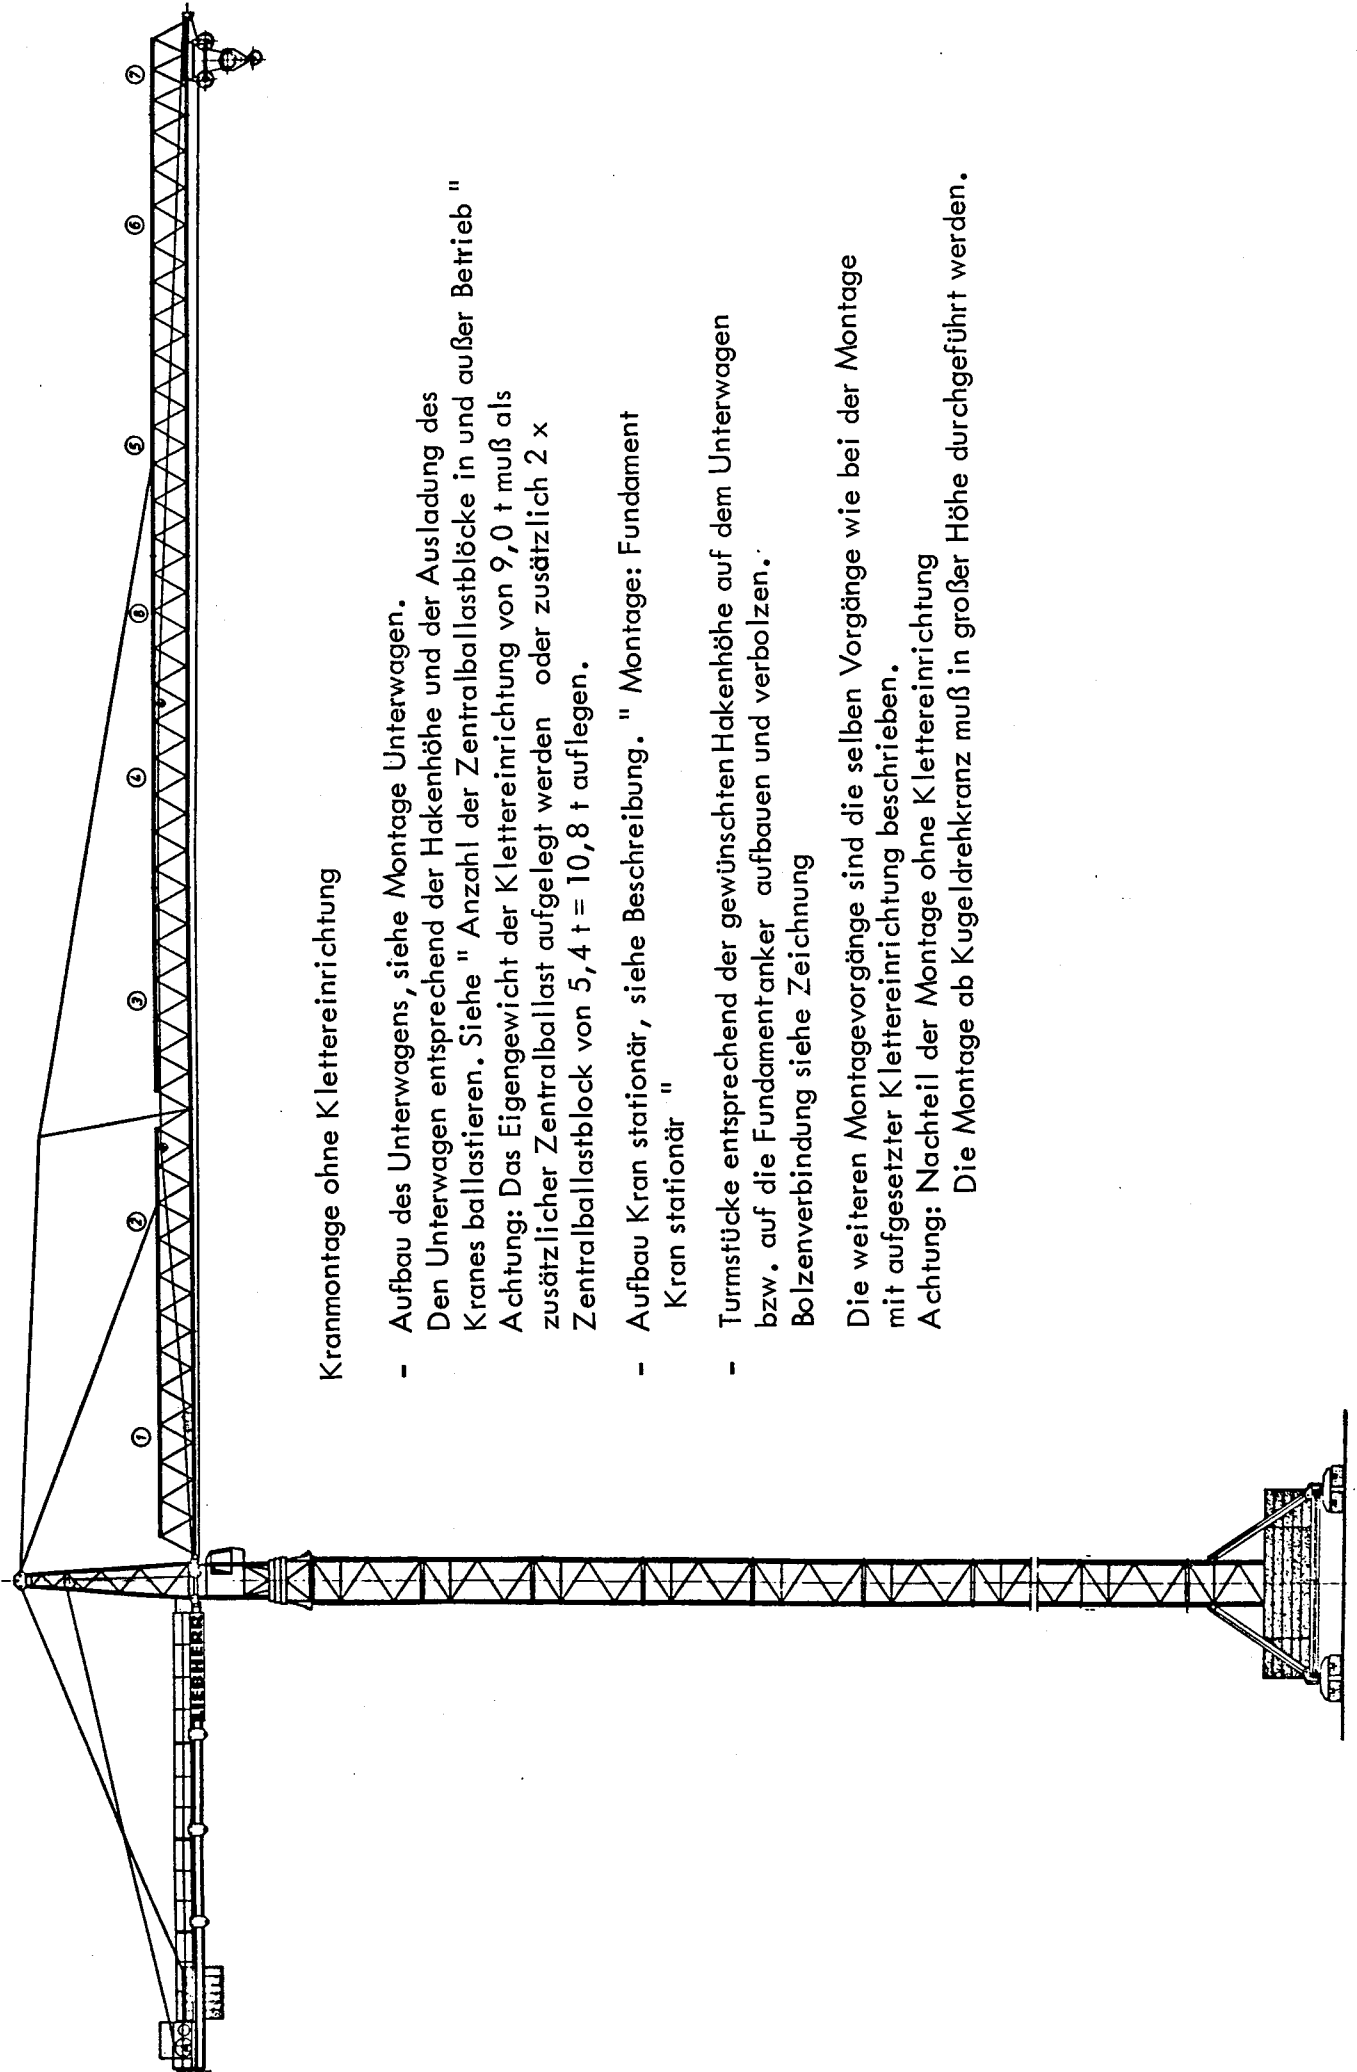 Kranmontage ohne Klettereinrichtung
- Aufbau des Unterwagens, siehe Montage Unterwagen.
Den Unterwagen entsprechend der Hakenhöhe und der Ausladung des
Kranes ballastieren. Siehe " Anzahl der Zentralballastblöcke in und außer Betrieb "
Achtung: Das Eigengewicht der Klettereinrichtung von 9,0 t muß als
zusätzlicher Zentralballast aufgelegt werden oder zusätzlich 2 x
Zentralballastblock von 5,4 t = 10,8 t auflegen.
- Aufbau Kran stationär, siehe Beschreibung. " Montage: Fundament
Kran stationär "
- Turmstücke entsprechend der gewünschten Hakenhöhe auf dem Unterwagen
bzw. auf die Fundamentanker aufbauen und verbolzen.
Bolzenverbindung siehe Zeichnung
Die weiteren Montagevorgänge sind die selben Vorgänge wie bei der Montage
mit aufgesetzter Klettereinrichtung beschrieben.
Achtung: Nachteil der Montage ohne Klettereinrichtung
Die Montage ab Kugeldrehkranz muß in großer Höhe durchgeführt werden.
LIEBHERR
1
2
3
4
8
5
6
7